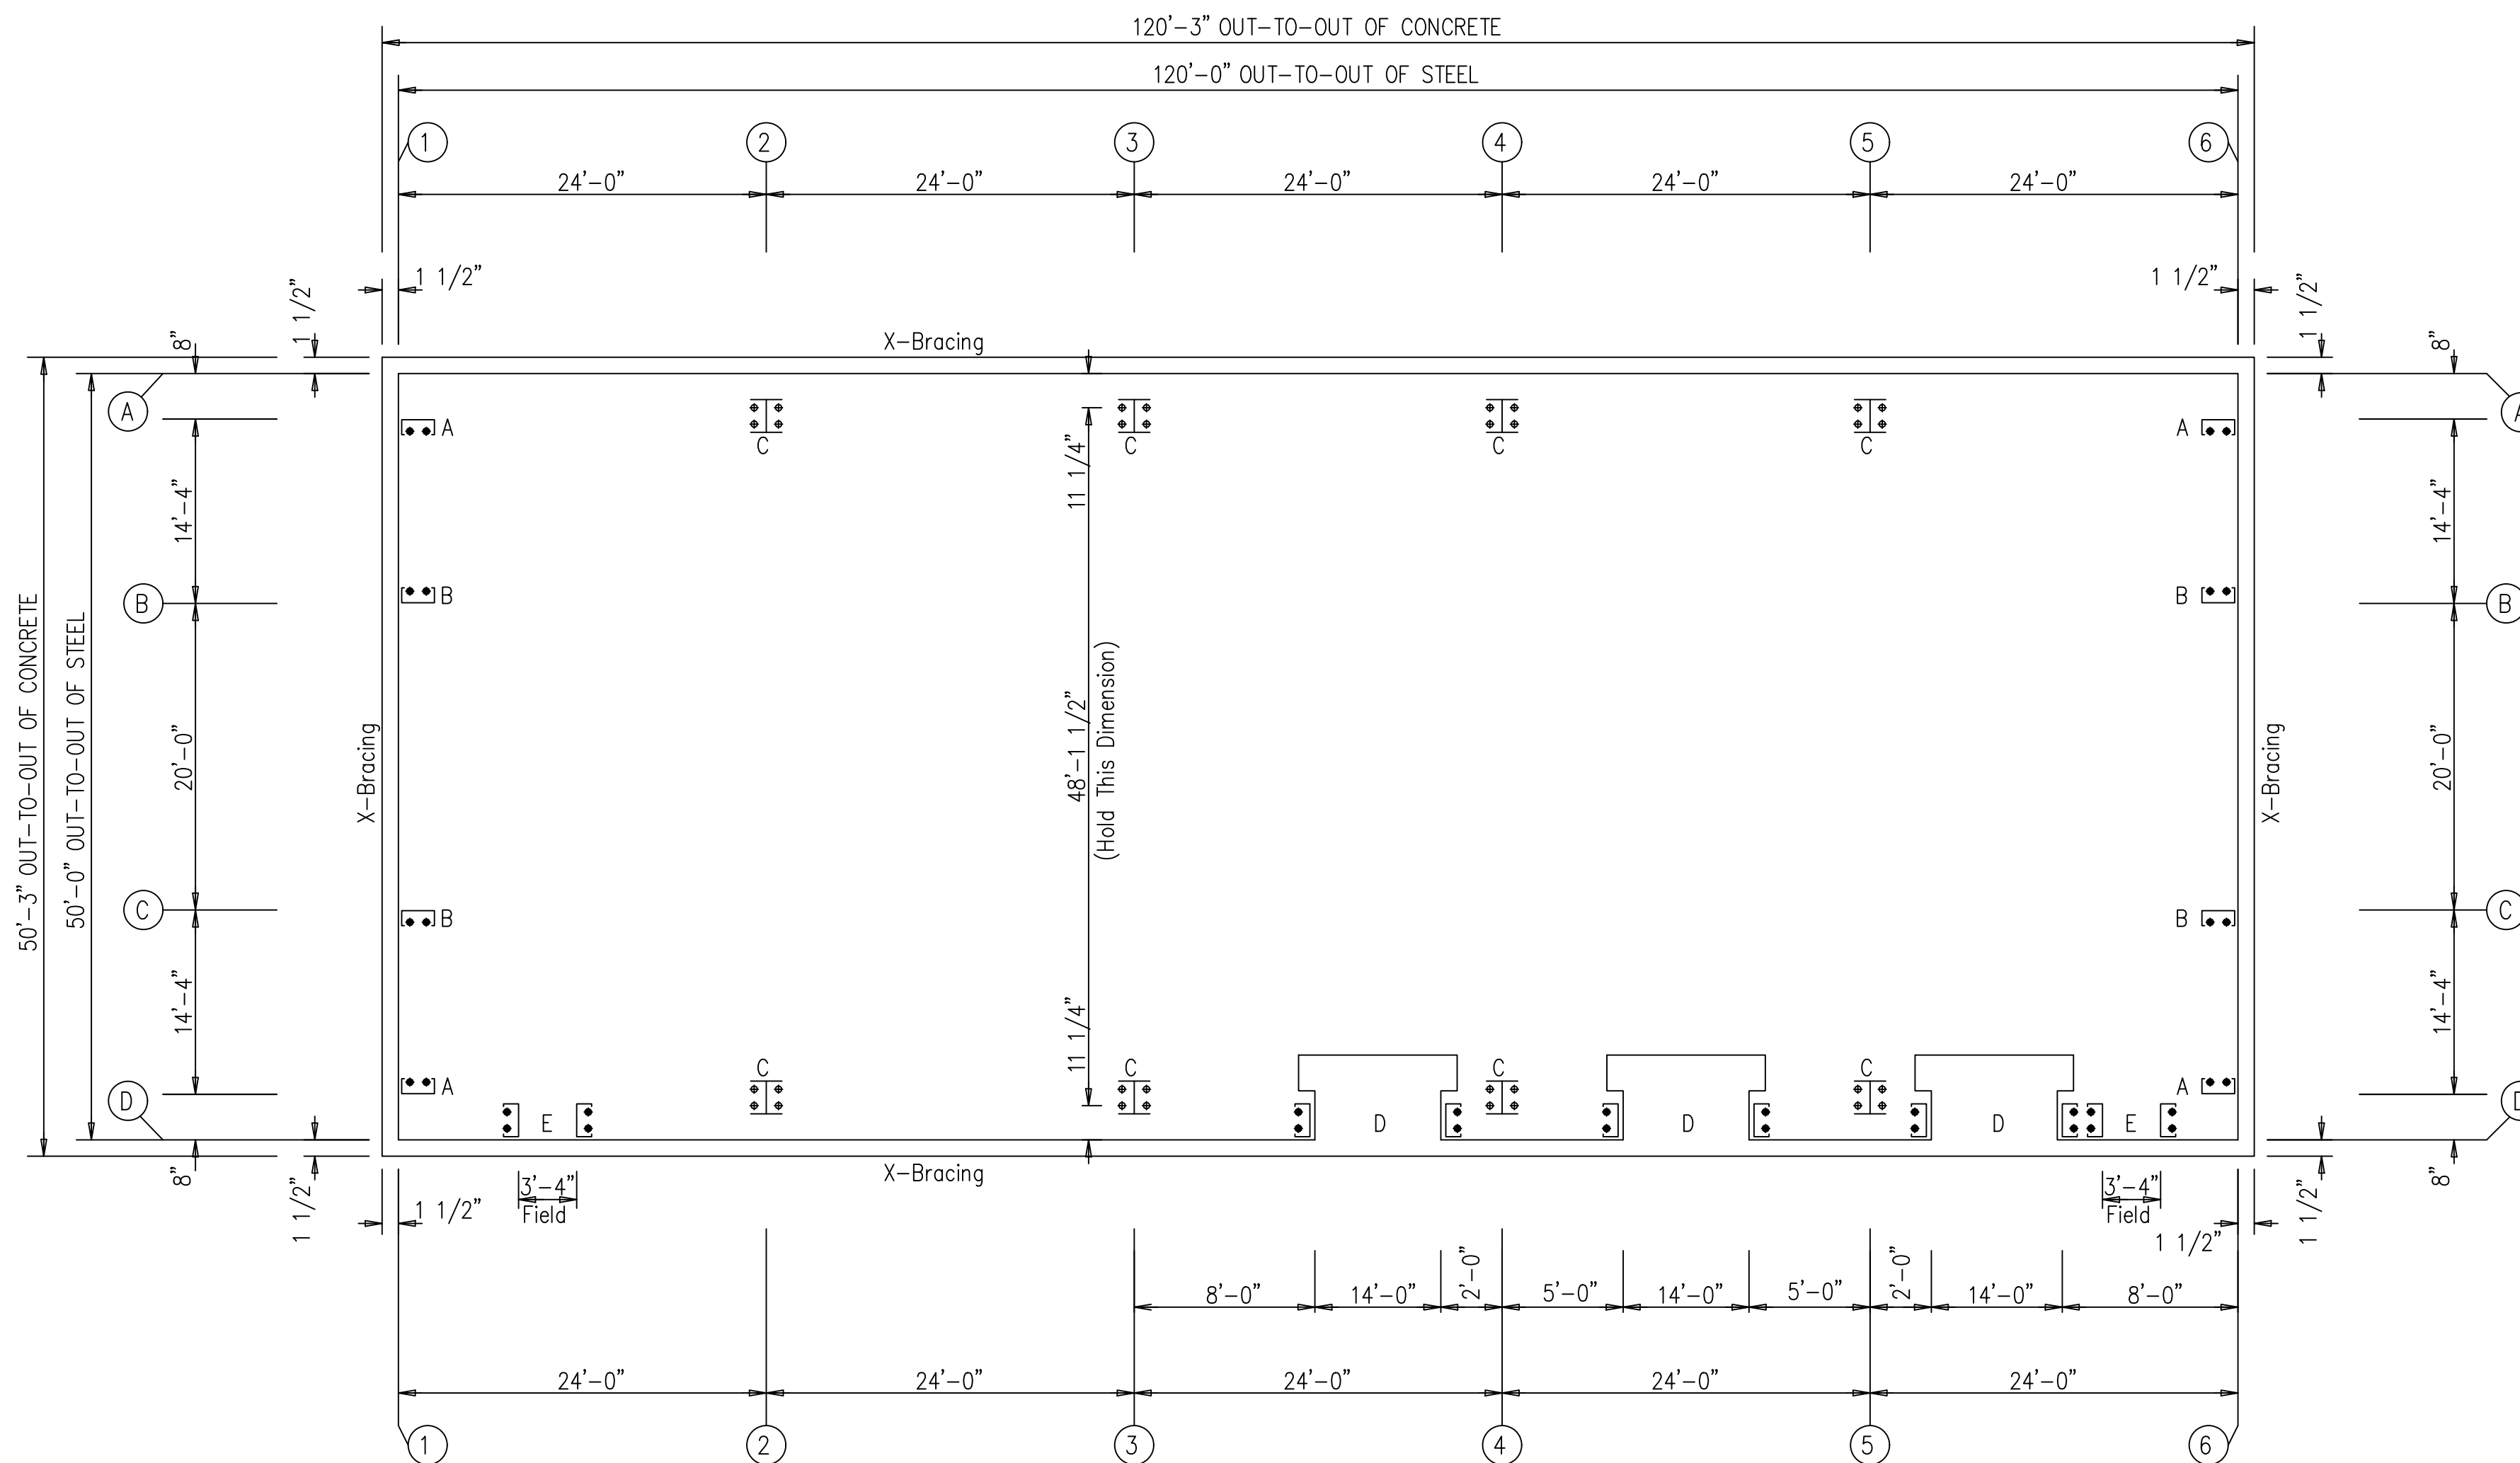 120'-3" OUT-TO-OUT OF CONCRETE
120'-0" OUT-TO-OUT OF STEEL
1 2 3 4 5 6
24'-0" 24'-0" 24'-0" 24'-0" 24'-0"
1 1/2" 1 1/2"
1 1/2" 1 1/2"
8" X-Bracing 8"
A A
A C C C C A
11 1/4"
14'-4" 14'-4"
B B B B
50'-3" OUT-TO-OUT OF CONCRETE
50'-0" OUT-TO-OUT OF STEEL
20'-0" X-Bracing 48'-1 1/2" X-Bracing 20'-0"
(Hold This Dimension)
C B B C
14'-4" 11 1/4" 14'-4"
C C C C
D A A D
E D D D E
8" X-Bracing 8"
1 1/2" 1 1/2"
3'-4" 3'-4"
Field Field
1 1/2" 1 1/2"
8'-0" 14'-0" 2'-0" 5'-0" 14'-0" 5'-0" 2'-0" 14'-0" 8'-0"
24'-0" 24'-0" 24'-0" 24'-0" 24'-0"
1 2 3 4 5 6